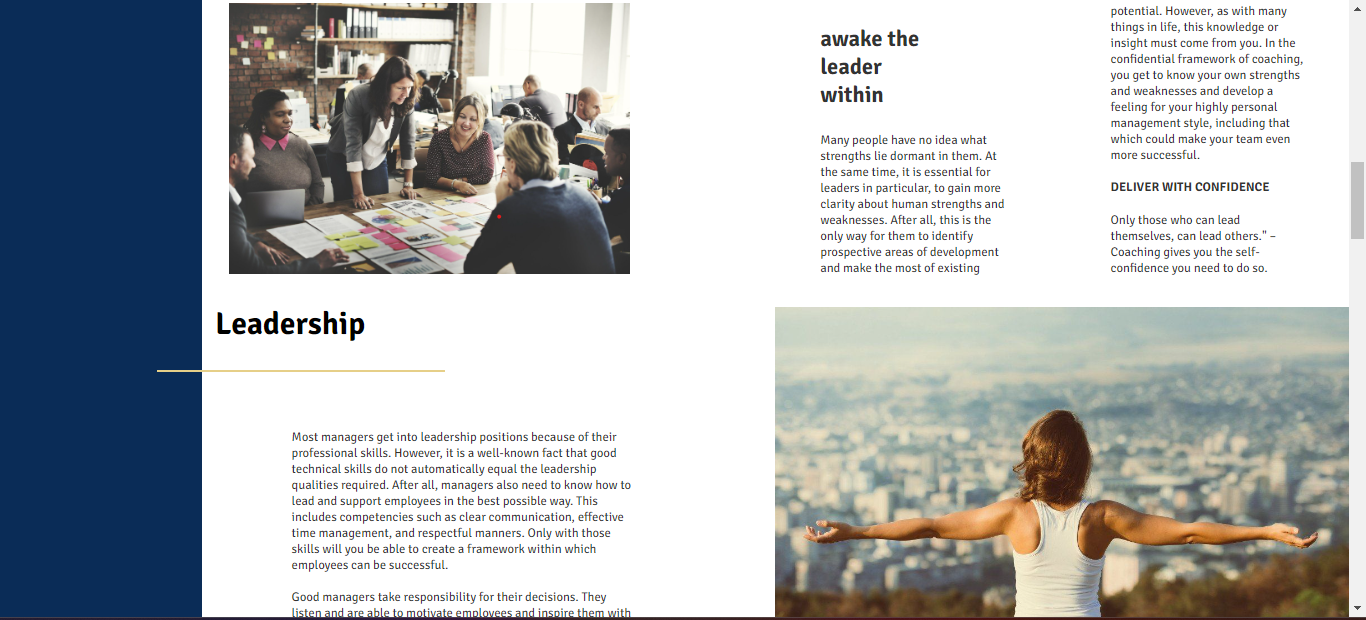 Leadership
Most managers get into leadership positions because of their
professional skills. However, it is a well-known fact that good
technical skills do not automatically equal the leadership
qualities required. After all, managers also need to know how to
lead and support employees in the best possible way. This
includes competencies such as clear communication, effective
time management, and respectful manners. Only with those
skills will you be able to create a framework within which
employees can be successful.
Good managers take responsibility for their decisions. They
listen and are able to motivate employees and inspire them with
awake the
leader
within
Many people have no idea what
strengths lie dormant in them. At
the same time, it is essential for
leaders in particular, to gain more
clarity about human strengths and
weaknesses. After all, this is the
only way for them to identify
prospective areas of development
and make the most of existing
potential. However, as with many
things in life, this knowledge or
insight must come from you. In the
confidential framework of coaching,
you get to know your own strengths
and weaknesses and develop a
feeling for your highly personal
management style, including that
which could make your team even
more successful.
DELIVER WITH CONFIDENCE
Only those who can lead
themselves, can lead others." –
Coaching gives you the self-
confidence you need to do so.